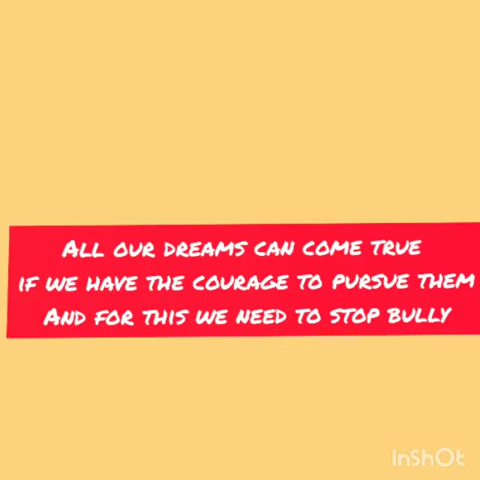 All our dreams can come true
if we have the courage to pursue them
And for this we need to stop bully
InShOt